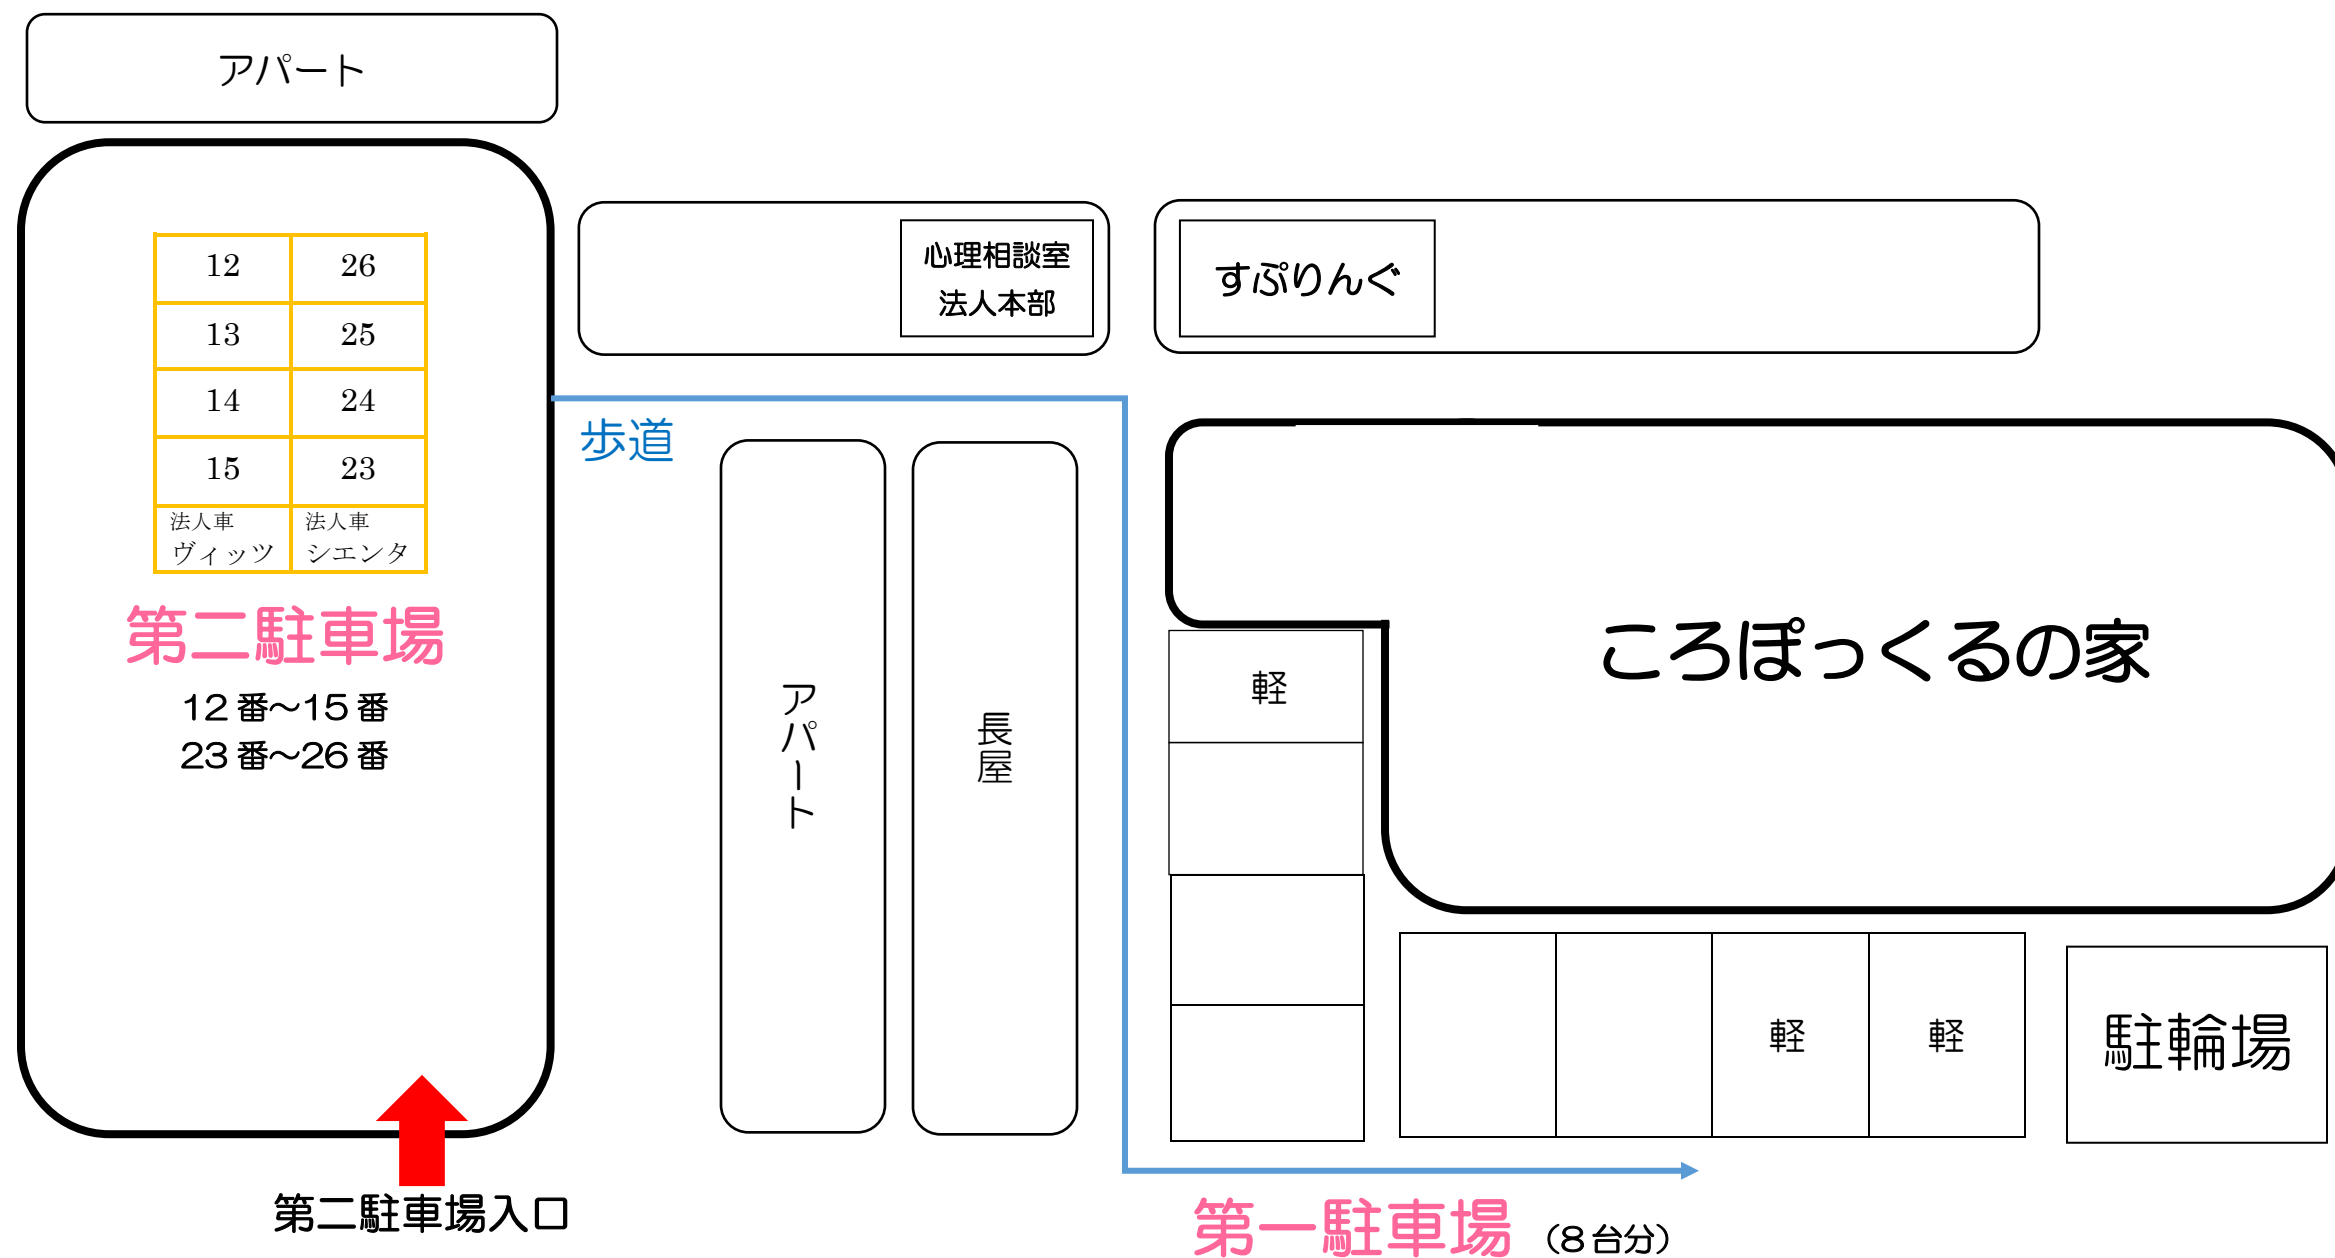 アパート
心理相談室
法人本部
すぷりんぐ
12 26
13 25
14 24
15 23
法人車 法人車
ヴィッツ シエンタ
歩道
第二駐車場
12番～15番
23番～26番
アパート
長屋
軽
ころぽっくるの家
軽 軽
駐輪場
第二駐車場入口
第一駐車場 (8台分)